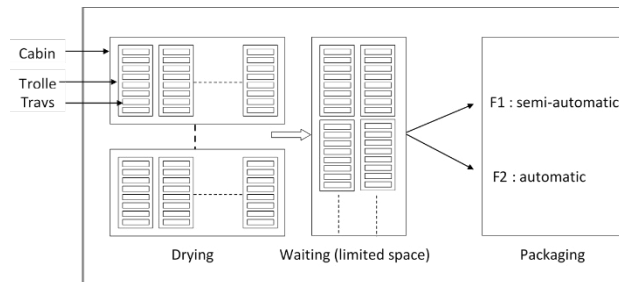 Cabin
Trolle
Travs
F1 : semi-automatic
F2 : automatic
Drying
Waiting (limited space)
Packaging